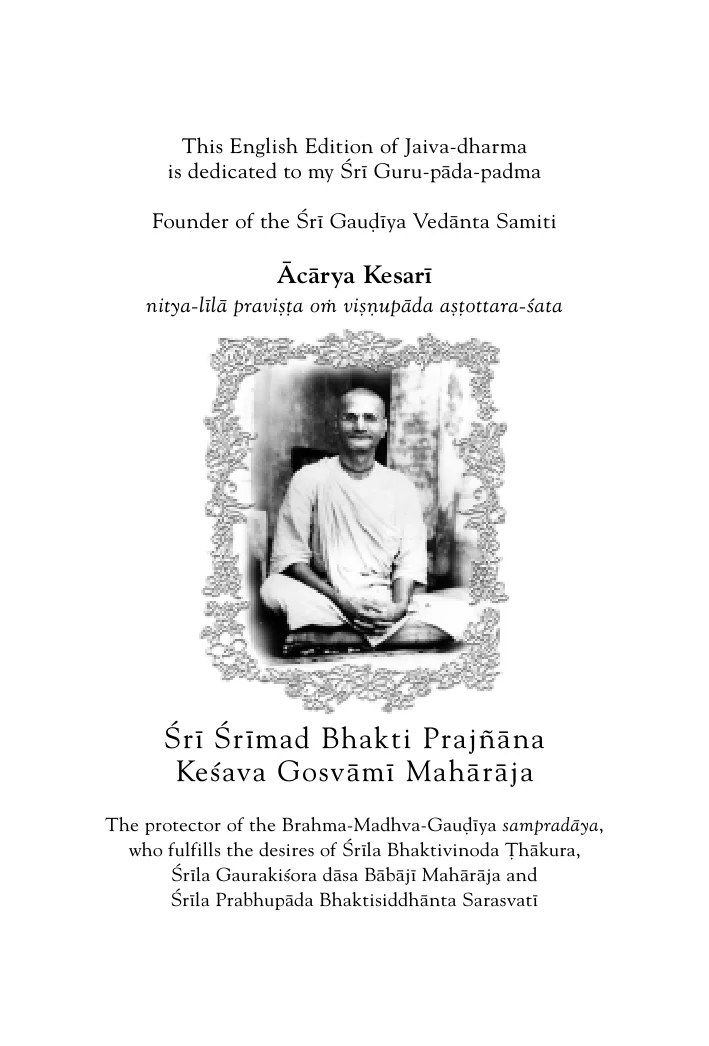 This English Edition of Jaiva-dharma
is dedicated to my Śrī Guru-pāda-padma
Founder of the Śrī Gauḍīya Vedānta Samiti
Ācārya Kesarī
nitya-līlā praviṣṭa oṁ viṣṇupāda aṣṭottara-śata
Śrī Śrīmad Bhakti Prajñāna
Keśava Gosvāmī Mahārāja
The protector of the Brahma-Madhva-Gauḍīya sampradāya,
who fulfills the desires of Śrīla Bhaktivinoda Ṭhākura,
Śrīla Gaurakiśora dāsa Bābājī Mahārāja and
Śrīla Prabhupāda Bhaktisiddhānta Sarasvatī